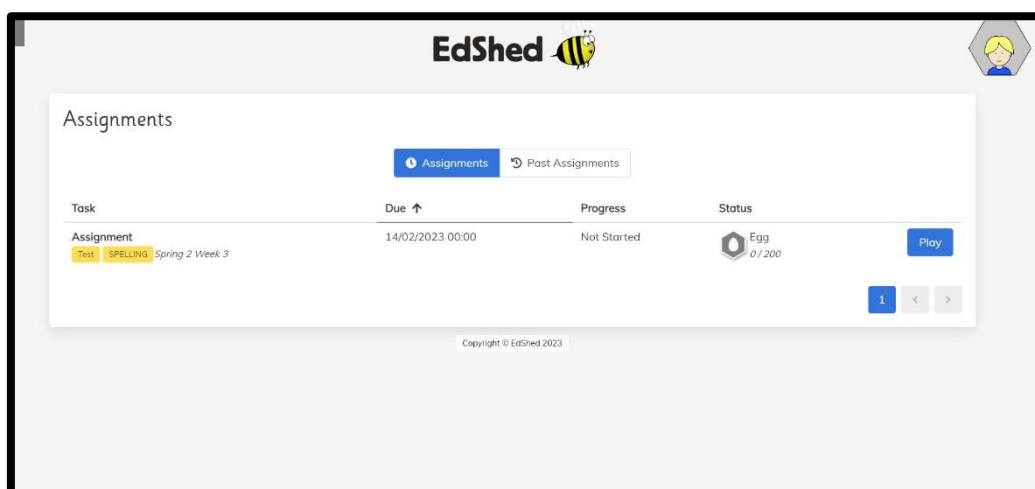 EdShed
Assignments
Assignments Past Assignments
Task Due ↑ Progress Status
Assignment 14/02/2023 00:00 Not Started Egg Play
Test SPELLING Spring 2 Week 3 0 / 200
1 < >
Copyright © EdShed 2023